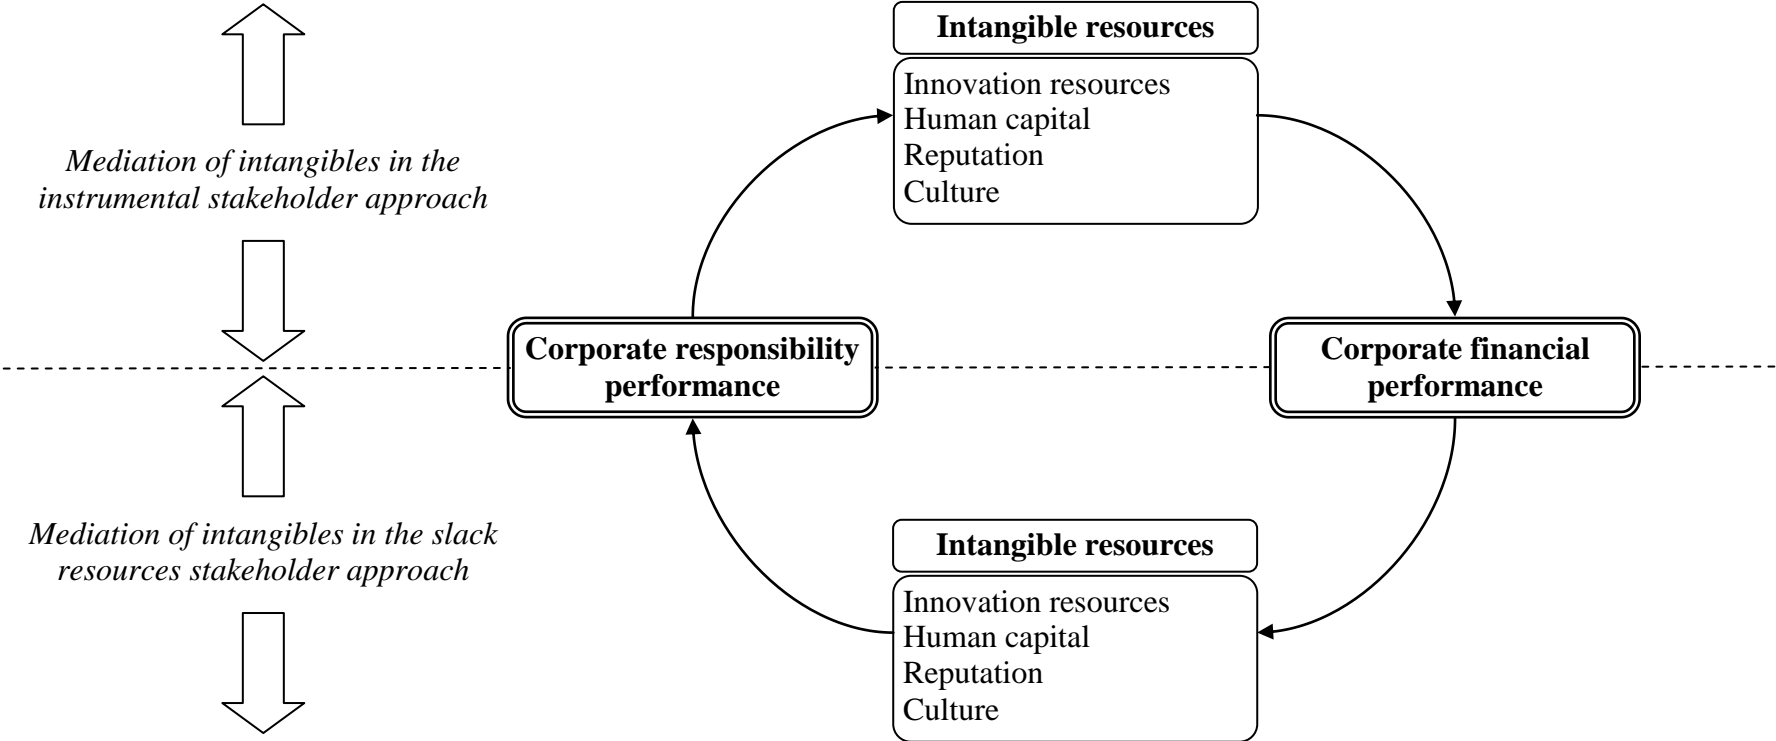 Intangible resources
Innovation resources
Human capital
Reputation
Culture
Mediation of intangibles in the
instrumental stakeholder approach
Corporate responsibility
performance
Corporate financial
performance
Mediation of intangibles in the slack
resources stakeholder approach
Intangible resources
Innovation resources
Human capital
Reputation
Culture